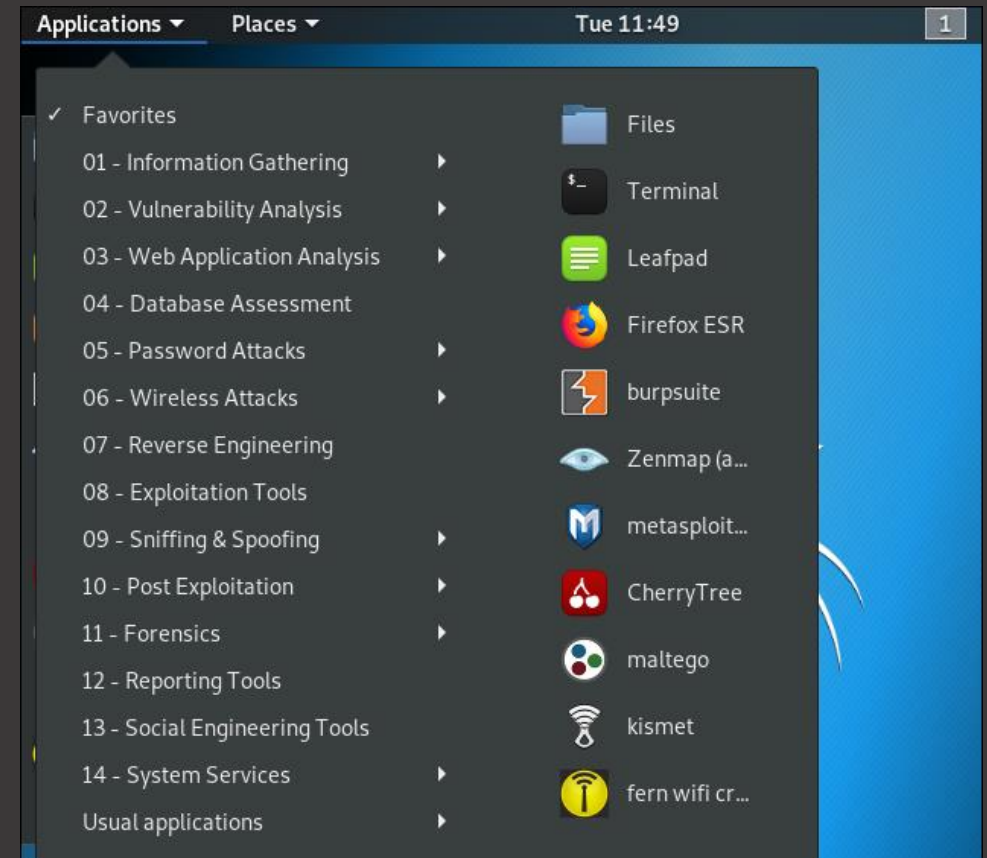 Applications Places Tue 11:49 1
Favorites
01 - Information Gathering
02 - Vulnerability Analysis
03 - Web Application Analysis
04 - Database Assessment
05 - Password Attacks
06 - Wireless Attacks
07 - Reverse Engineering
08 - Exploitation Tools
09 - Sniffing & Spoofing
10 - Post Exploitation
11 - Forensics
12 - Reporting Tools
13 - Social Engineering Tools
14 - System Services
Usual applications
Files
$_
Terminal
Leafpad
Firefox ESR
burpsuite
Zenmap (a...
M
metasploit...
CherryTree
maltego
kismet
fern wifi cr...